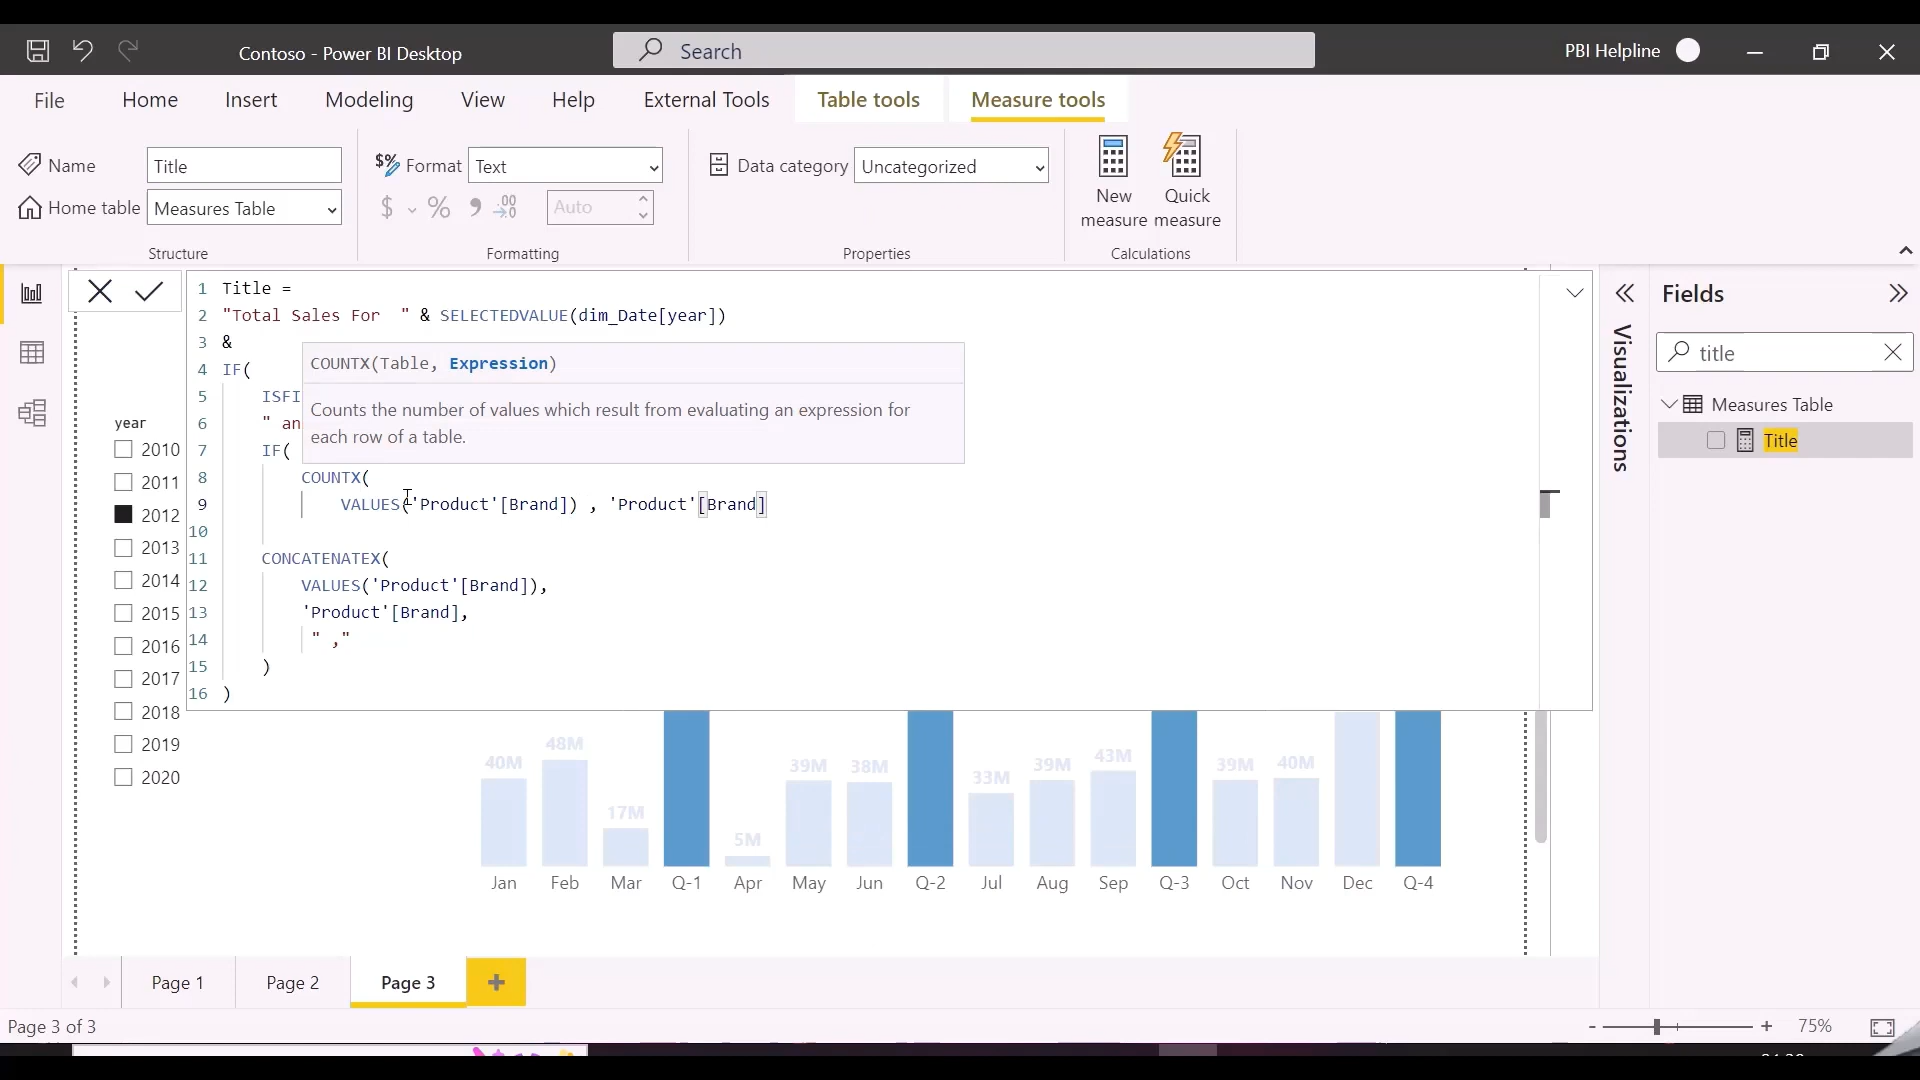 Contoso - Power BI Desktop
Search
PBI Helpline
File Home Insert Modeling View Help External Tools Table tools Measure tools
Name Title
Home table Measures Table
Structure
Format Text
$ % Auto
Formatting
Data category Uncategorized
Properties
New measure
Quick measure
Calculations
1 Title =
2 "Total Sales For  " & SELECTEDVALUE(dim_Date[year])
3 &
4 IF(
5 ISFI
6 " an
7 IF(
8 COUNTX(
9 VALUES('Product'[Brand]) , 'Product'[Brand]
10
11 CONCATENATEX(
12 VALUES('Product'[Brand]),
13 'Product'[Brand],
14 " ,"
15 )
16 )
COUNTX(Table, Expression)
Counts the number of values which result from evaluating an expression for
each row of a table.
year
2010
2011
2012
2013
2014
2015
2016
2017
2018
2019
2020
40M 48M 17M 5M 39M 38M 33M 39M 43M 39M 40M
Jan Feb Mar Q-1 Apr May Jun Q-2 Jul Aug Sep Q-3 Oct Nov Dec Q-4
Visualizations
Fields
title
Measures Table
Title
Page 1 Page 2 Page 3
Page 3 of 3
- + 75%